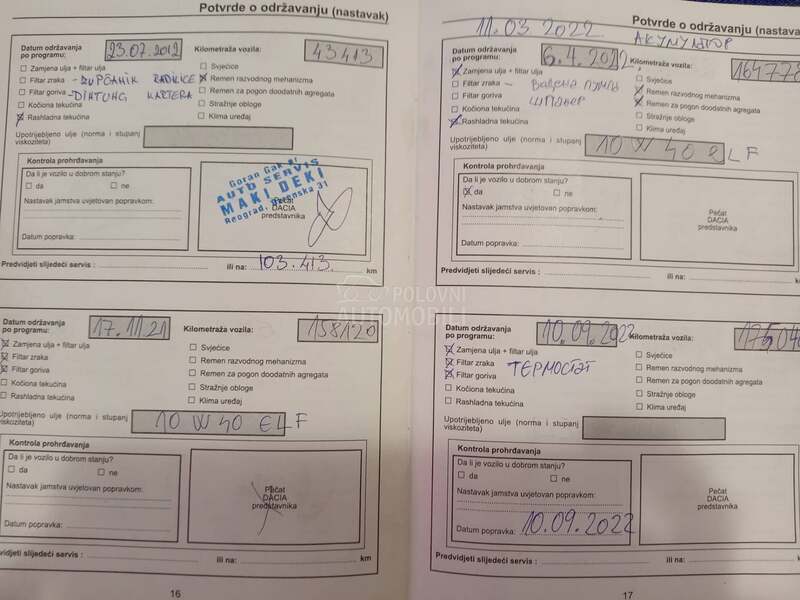 Potvrde o održavanju (nastavak)
Datum održavanja po programu: 23.07.2012 Kilometraža vozila: 43413
Zamjena ulja + filtar ulja
Filtar zraka
Filtar goriva - DIHTUNG KARTERA
Kočiona tekućina
Rashladna tekućina
Svjećice
Remen razvodnog mehanizma
Remen za pogon doodatnih agregata
Stražnje obloge
Klima uređaj
Upotrijebljeno ulje (norma i stupanj viskoziteta)
Kontrola prohrđavanja
Da li je vozilo u dobrom stanju?
da ne
Nastavak jamstva uvjetovan popravkom:
Datum popravka:
Pečat
predstavnika
AUTO SERVIS
MAKI DEKI
Predvidjeti slijedeći servis : ili na: 103.413. km
Datum održavanja po programu: 17.11.21 Kilometraža vozila: 158120
Zamjena ulja + filtar ulja
Filtar zraka
Filtar goriva
Kočiona tekućina
Rashladna tekućina
Svjećice
Remen razvodnog mehanizma
Remen za pogon doodatnih agregata
Stražnje obloge
Klima uređaj
Upotrijebljeno ulje (norma i stupanj viskoziteta) 10 W 40 ELF
Kontrola prohrđavanja
Da li je vozilo u dobrom stanju?
da ne
Nastavak jamstva uvjetovan popravkom:
Datum popravka:
Pečat
DACIA
predstavnika
Predvidjeti slijedeći servis : ili na: km
16
11.03 2022.
Potvrde o održavanju (nastavak
Datum održavanja po programu: 6.4.2022 Kilometraža vozila:
Zamjena ulja + filtar ulja
Filtar zraka - Водена пумпа
Filtar goriva шпанер
Kočiona tekućina
Rashladna tekućina
Svjećice
Remen razvodnog mehanizma
Remen za pogon doodatnih agregata
Stražnje obloge
Klima uređaj
Upotrijebljeno ulje (norma i stupanj viskoziteta) 10 W 40 ELF
Kontrola prohrđavanja
Da li je vozilo u dobrom stanju?
da ne
Nastavak jamstva uvjetovan popravkom:
Datum popravka:
Pečat
DACIA
predstavnika
Predvidjeti slijedeći servis : ili na: km
Datum održavanja po programu: 10.09.2022 Kilometraža vozila:
Zamjena ulja + filtar ulja
Filtar zraka
Filtar goriva ТЕРМОСТАТ
Kočiona tekućina
Rashladna tekućina
Svjećice
Remen razvodnog mehanizma
Remen za pogon doodatnih agregata
Stražnje obloge
Klima uređaj
Upotrijebljeno ulje (norma i stupanj viskoziteta)
Kontrola prohrđavanja
Da li je vozilo u dobrom stanju?
da ne
Nastavak jamstva uvjetovan popravkom:
Datum popravka: 10.09.2022
Pečat
DACIA
predstavnika
Predvidjeti slijedeći servis : ili na: km
17
POLOVNI
AUTOMOBILI